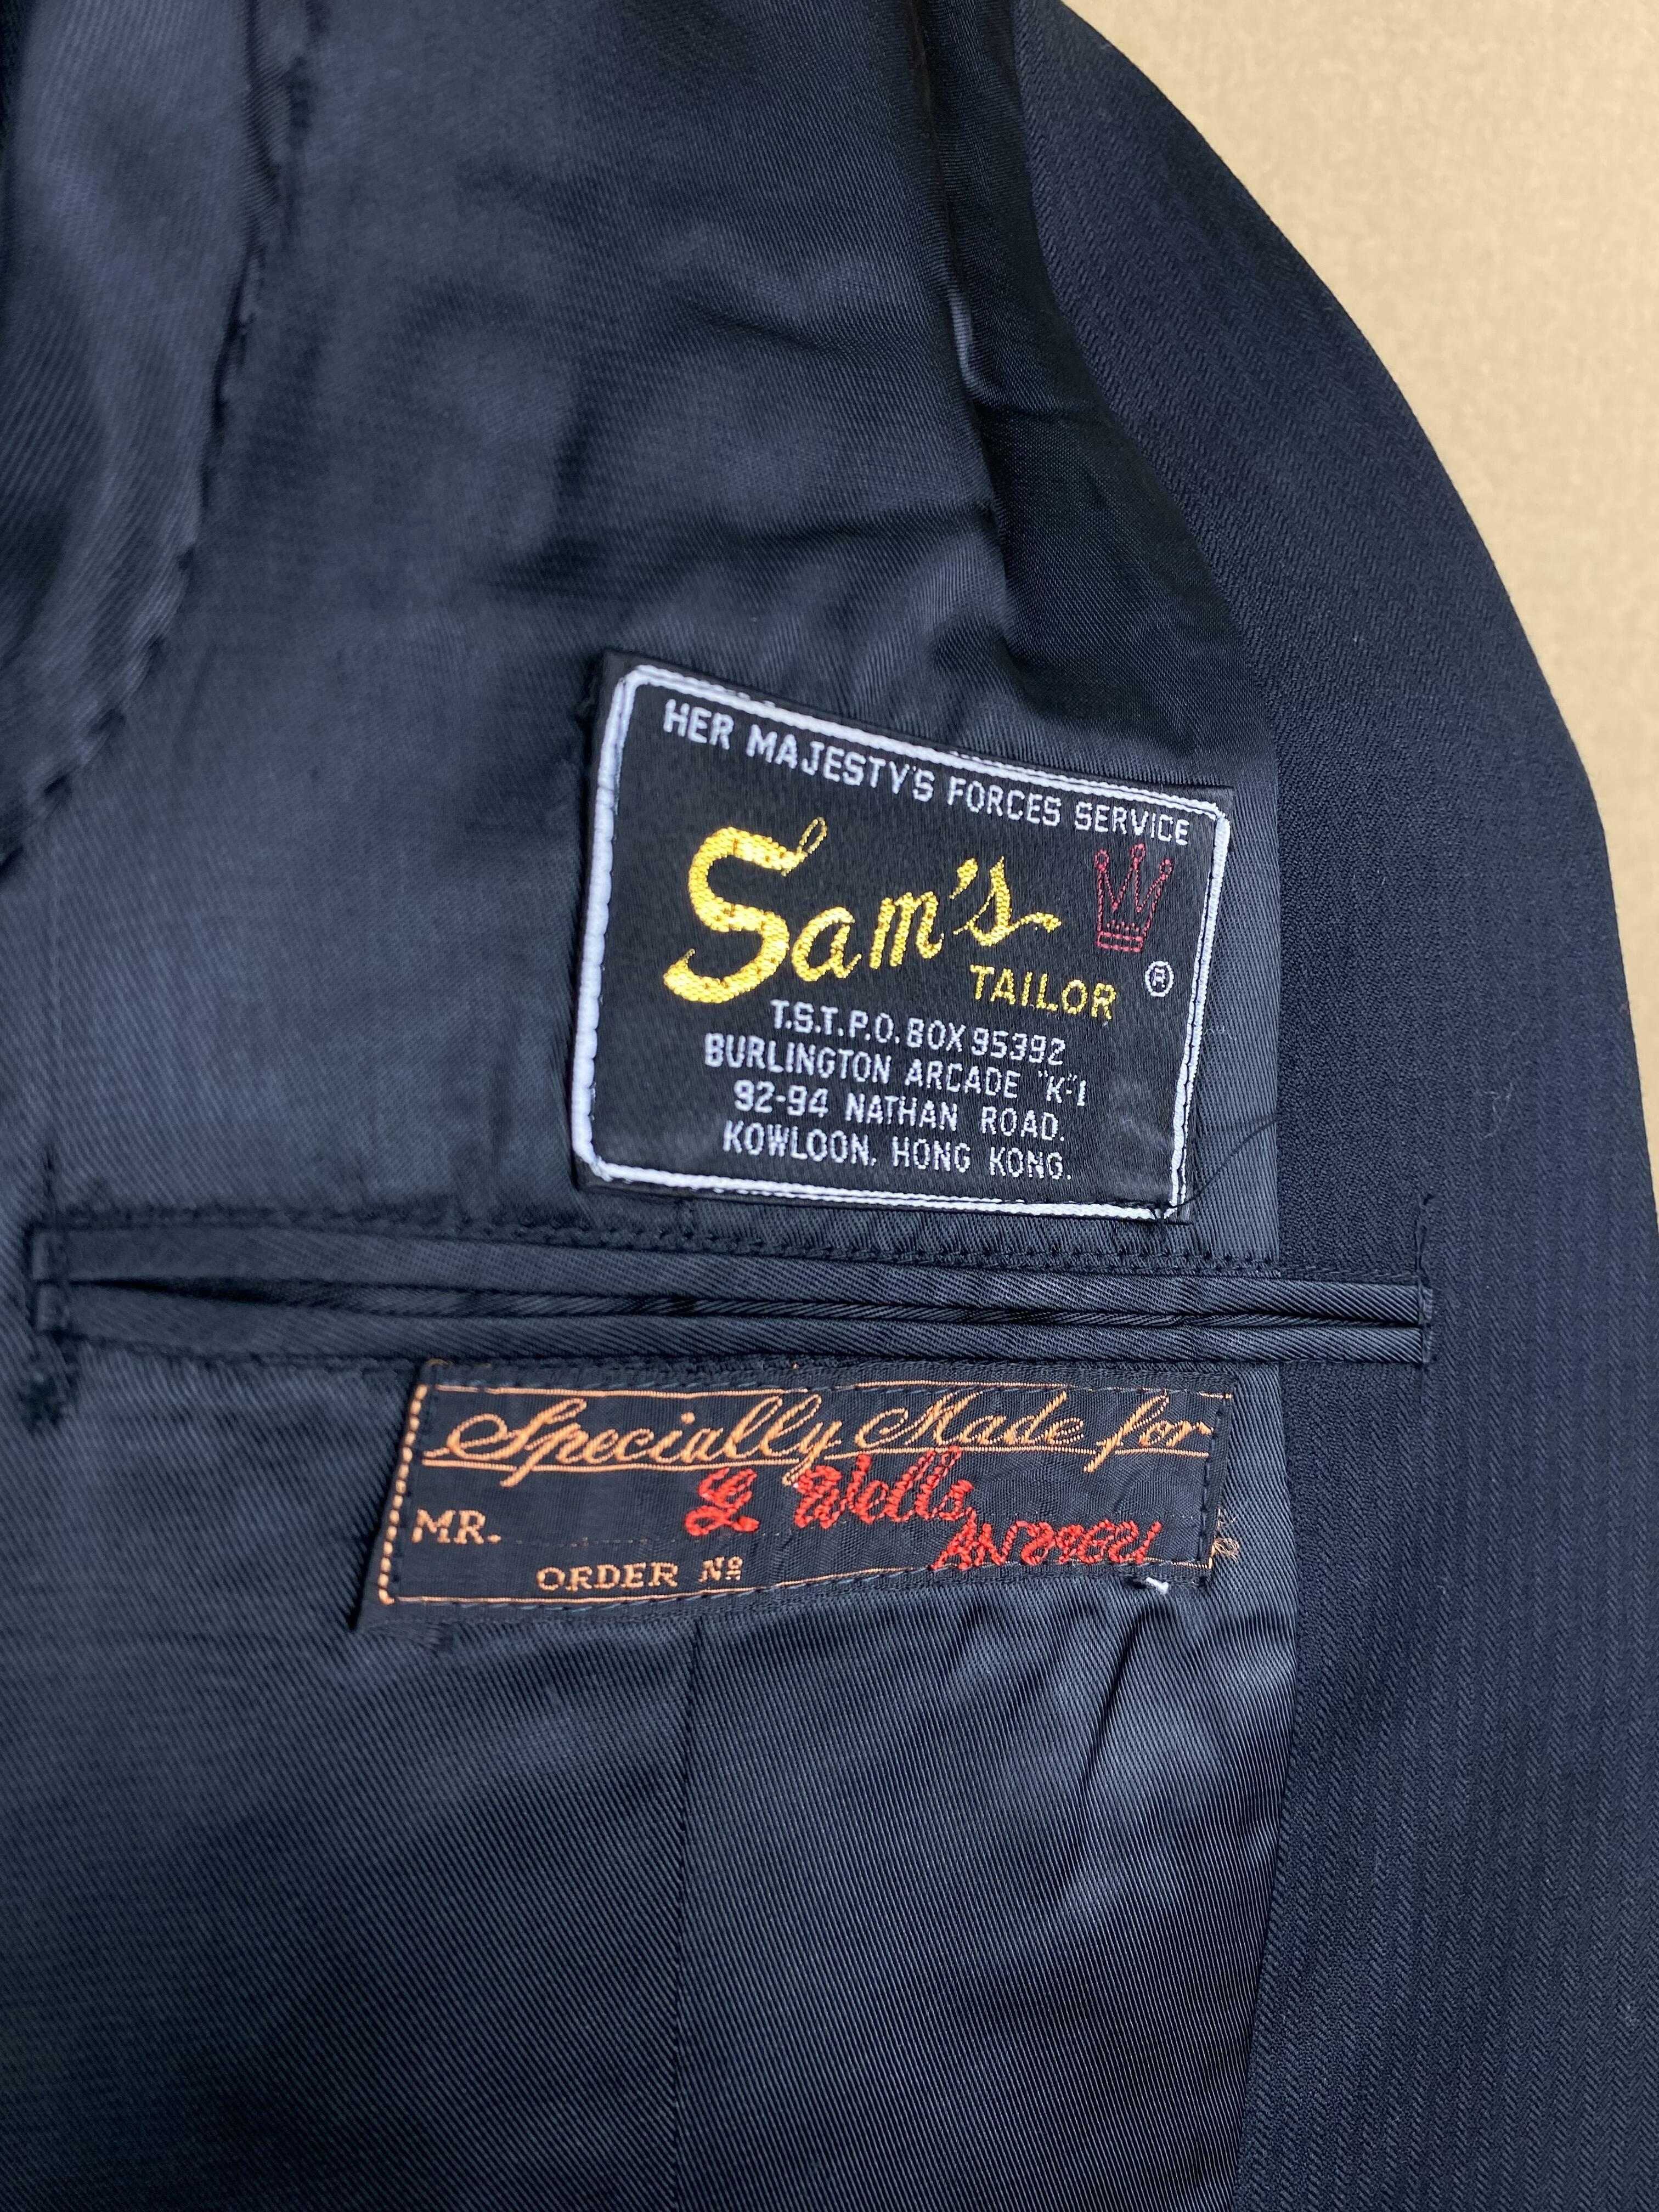 HER MAJESTY'S FORCES SERVICE
Sam's
TAILOR ®
T.S.T. P.O. BOX 95392
BURLINGTON ARCADE "K"-1
92-94 NATHAN ROAD.
KOWLOON, HONG KONG.
Specially Made for
MR. L Wells
ORDER Nº